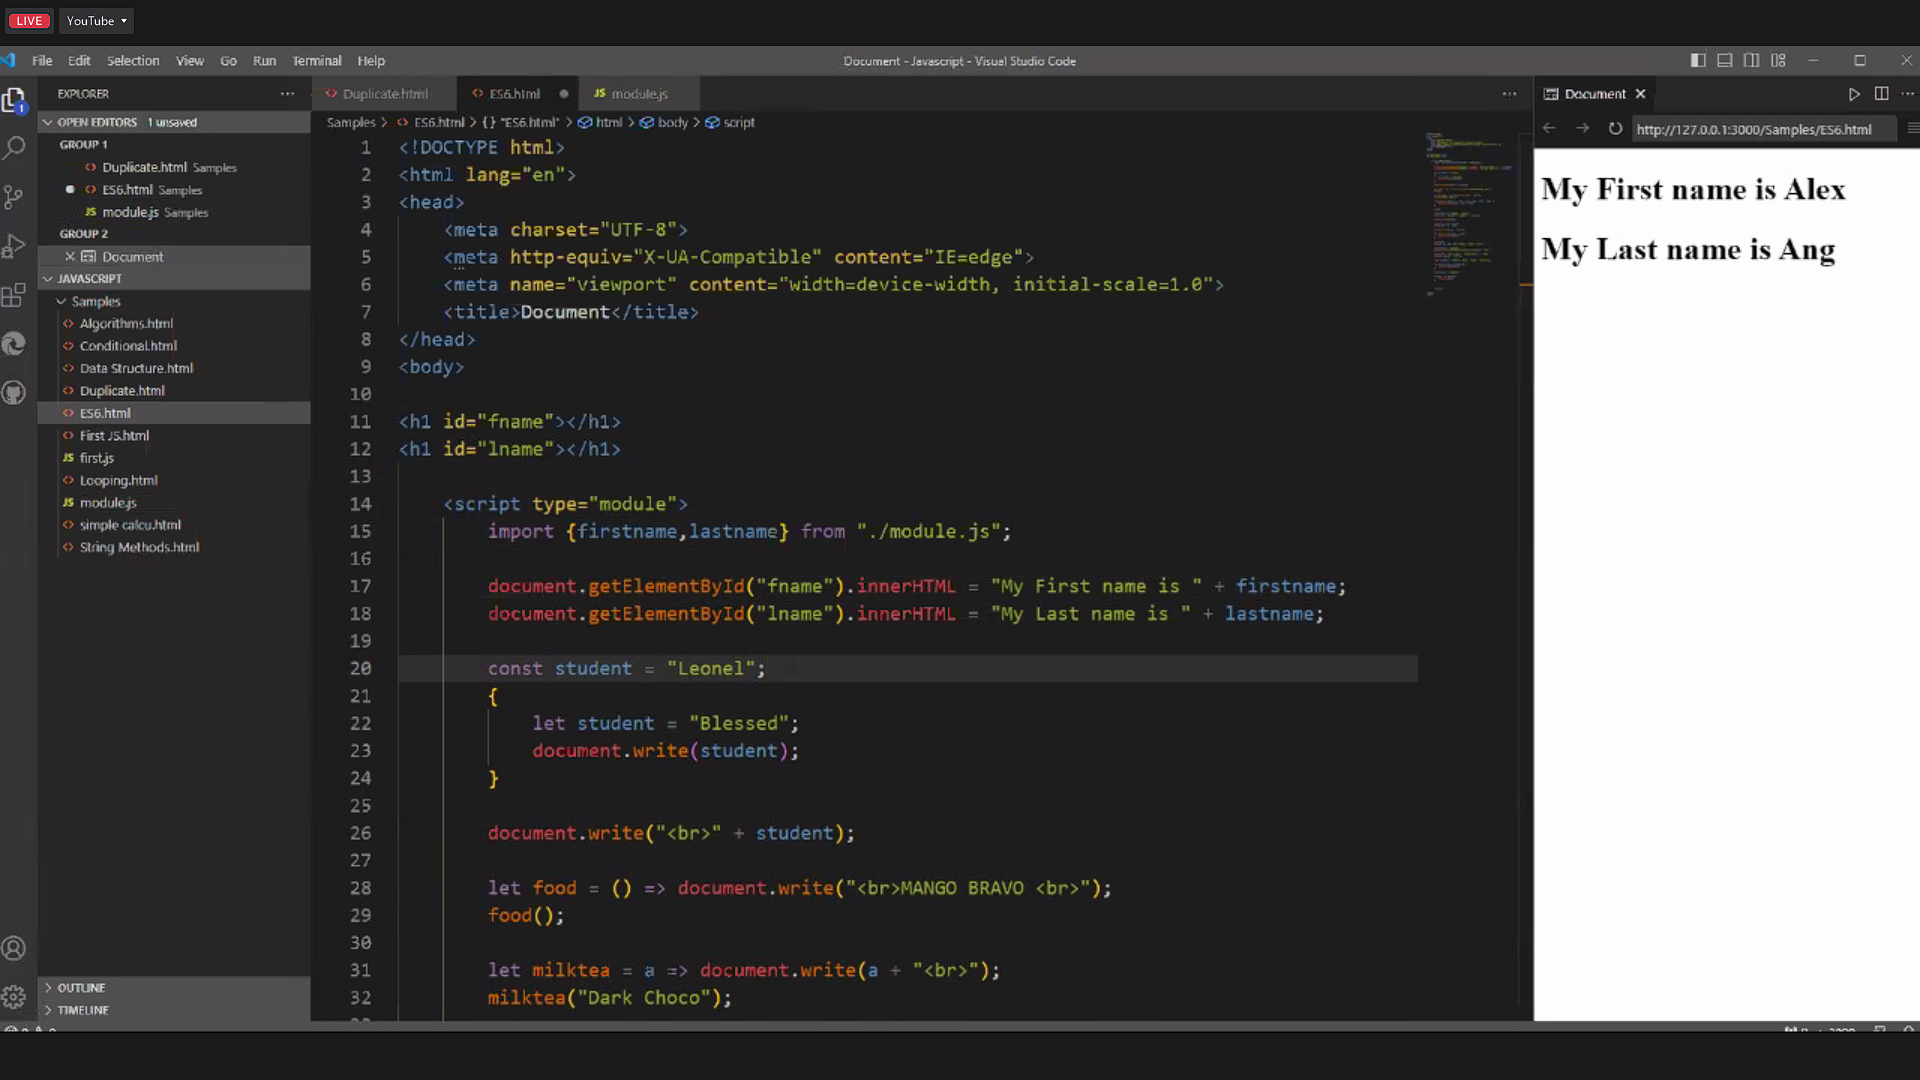 LIVE YouTube
File Edit Selection View Go Run Terminal Help Document - Javascript - Visual Studio Code
EXPLORER
OPEN EDITORS 1 unsaved
GROUP 1
Duplicate.html Samples
ES6.html Samples
module.js Samples
GROUP 2
Document
JAVASCRIPT
Samples
Algorithms.html
Conditional.html
Data Structure.html
Duplicate.html
ES6.html
First JS.html
first.js
Looping.html
module.js
simple calcu.html
String Methods.html
OUTLINE
TIMELINE
1
Duplicate.html ES6.html module.js
Samples > ES6.html > {} "ES6.html" > html > body > script
1 <!DOCTYPE html>
2 <html lang="en">
3 <head>
4 <meta charset="UTF-8">
5 <meta http-equiv="X-UA-Compatible" content="IE=edge">
6 <meta name="viewport" content="width=device-width, initial-scale=1.0">
7 <title>Document</title>
8 </head>
9 <body>
10
11 <h1 id="fname"></h1>
12 <h1 id="lname"></h1>
13
14 <script type="module">
15 import {firstname,lastname} from "./module.js";
16
17 document.getElementById("fname").innerHTML = "My First name is " + firstname;
18 document.getElementById("lname").innerHTML = "My Last name is " + lastname;
19
20 const student = "Leonel";
21 {
22 let student = "Blessed";
23 document.write(student);
24 }
25
26 document.write("<br>" + student);
27
28 let food = () => document.write("<br>MANGO BRAVO <br>");
29 food();
30
31 let milktea = a => document.write(a + "<br>");
32 milktea("Dark Choco");
Document
http://127.0.0.1:3000/Samples/ES6.html
My First name is Alex
My Last name is Ang